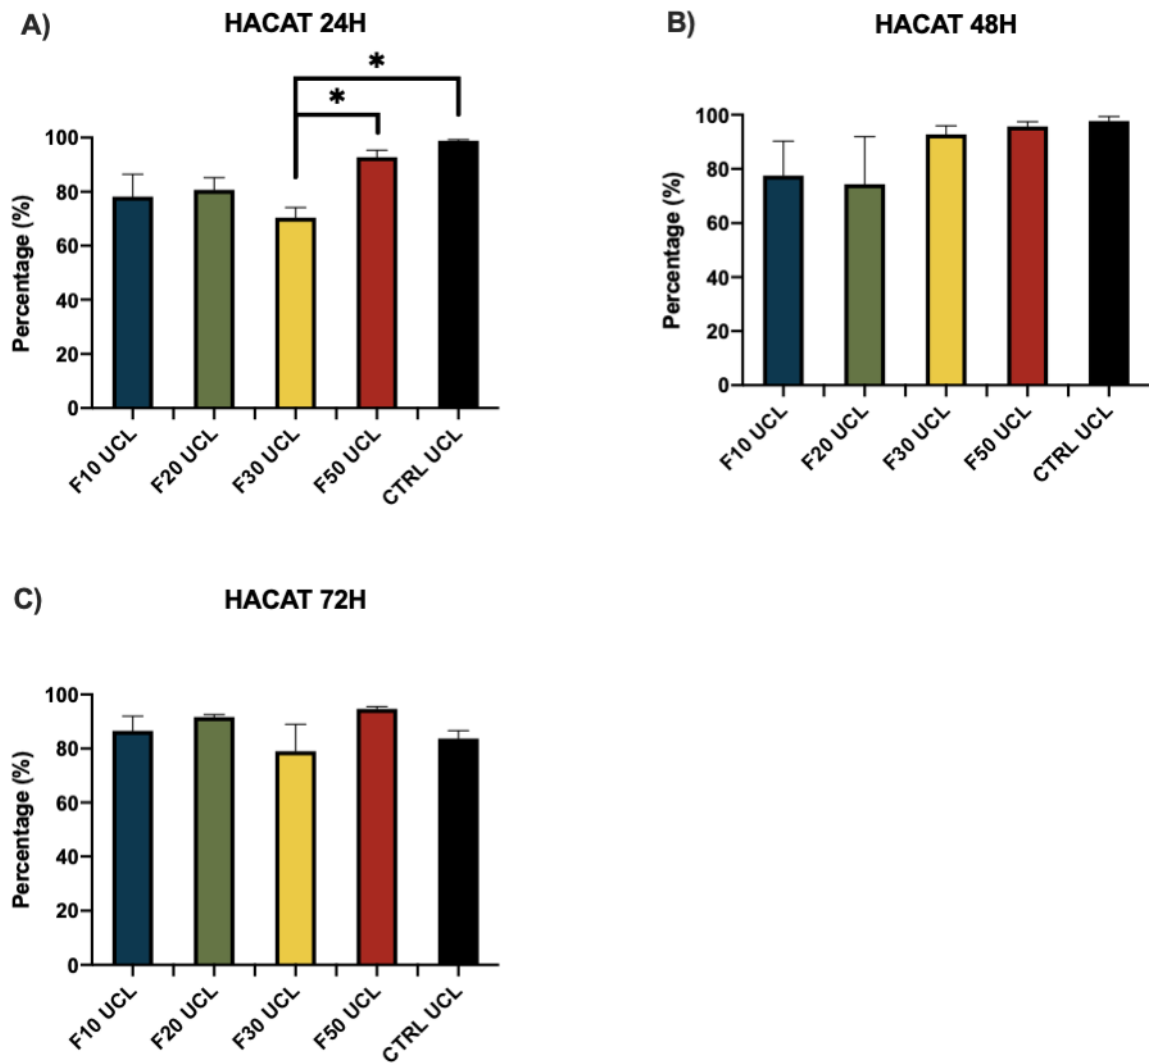 A)
HACAT 24H
*
*
Percentage (%)
100
80
60
40
20
0
F10 UCL
F20 UCL
F30 UCL
F50 UCL
CTRL UCL
B)
HACAT 48H
Percentage (%)
100
80
60
40
20
0
F10 UCL
F20 UCL
F30 UCL
F50 UCL
CTRL UCL
C)
HACAT 72H
Percentage (%)
100
80
60
40
20
0
F10 UCL
F20 UCL
F30 UCL
F50 UCL
CTRL UCL